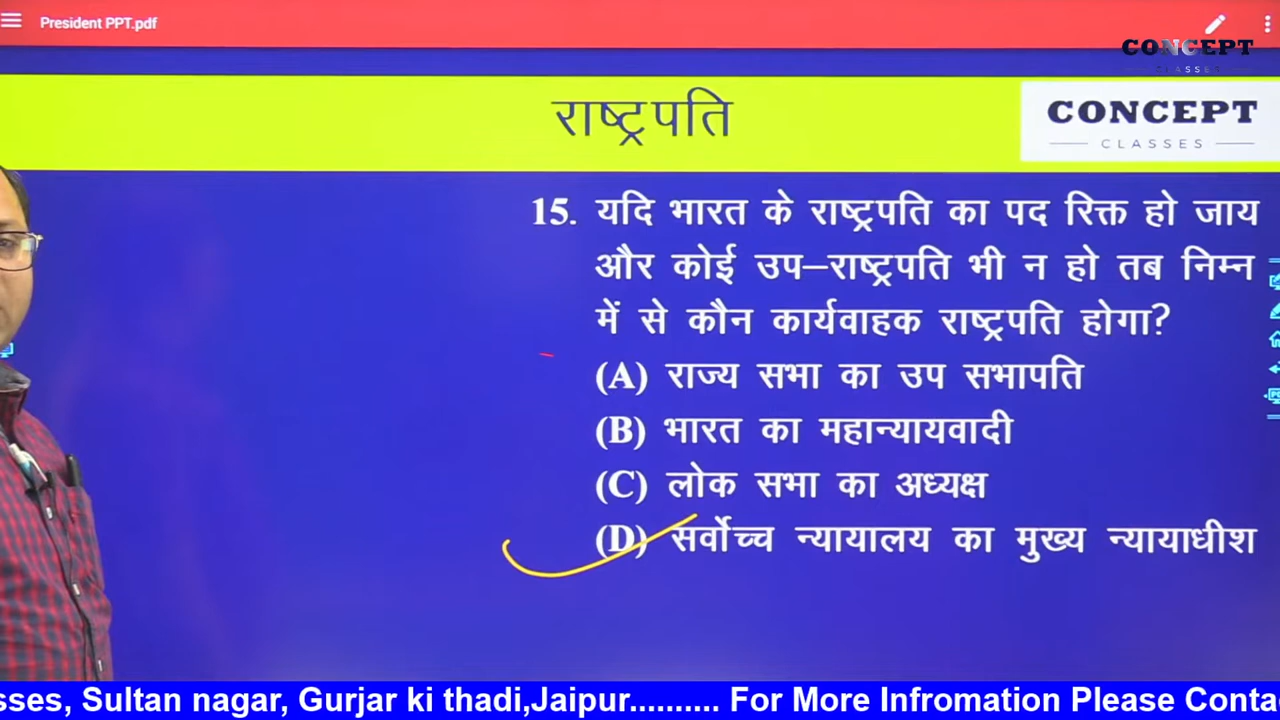 President PPT.pdf
CONCEPT
CLASSES
राष्ट्रपति
CONCEPT
CLASSES
15. यदि भारत के राष्ट्रपति का पद रिक्त हो जाय
और कोई उप–राष्ट्रपति भी न हो तब निम्न
में से कौन कार्यवाहक राष्ट्रपति होगा?
(A) राज्य सभा का उप सभापति
(B) भारत का महान्यायवादी
(C) लोक सभा का अध्यक्ष
(D) सर्वोच्च न्यायालय का मुख्य न्यायाधीश
sses, Sultan nagar, Gurjar ki thadi,Jaipur.......... For More Infromation Please Conta